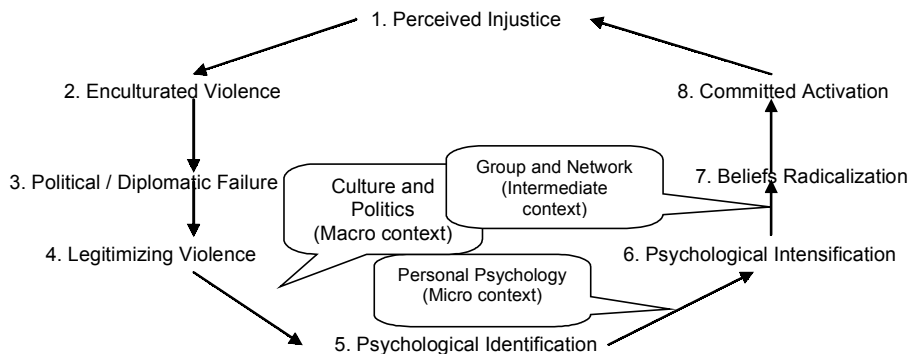 1. Perceived Injustice
2. Enculturated Violence
8. Committed Activation
3. Political / Diplomatic Failure
Culture and
Politics
(Macro context)
Group and Network
(Intermediate
context)
7. Beliefs Radicalization
4. Legitimizing Violence
6. Psychological Intensification
Personal Psychology
(Micro context)
5. Psychological Identification